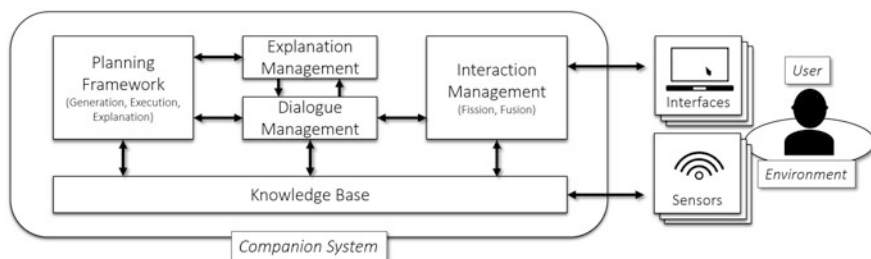 Planning
Framework
(Generation, Execution,
Explanation)
Explanation
Management
Dialogue
Management
Interaction
Management
(Fission, Fusion)
Knowledge Base
Companion System
Interfaces
Sensors
User
Environment